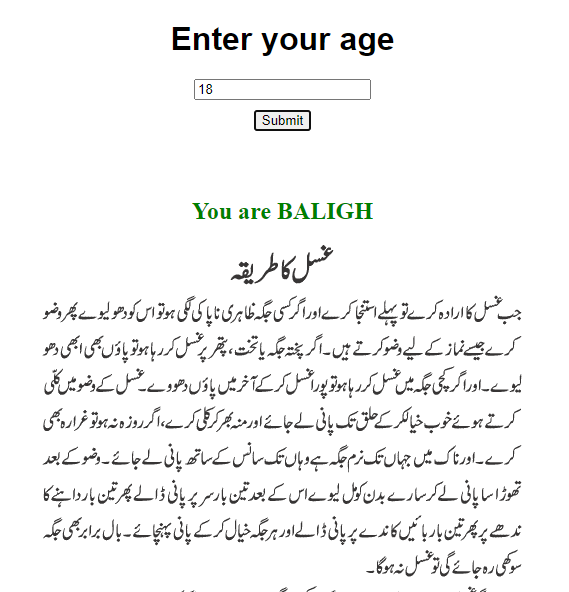 Enter your age
18
Submit
You are BALIGH
غسل کا طریقہ
جب غسل کا ارادہ کرے تو پہلے استنجا کرے اور اگر کسی جگہ ظاہری ناپاکی لگی ہو تو اس کو دھو لیوے پھر وضو
کرے جیسے نماز کے لیے وضو کرتے ہیں ۔ اگر پختہ جگہ یا تخت ، پتھر پر غسل کر رہا ہو تو پاؤں بھی ابھی دھو
لیوے ۔ اور اگر کچی جگہ میں غسل کر رہا ہو تو پورا غسل کر کے آخر میں پاؤں دھووے ۔ غسل کے وضو میں کلّی
کرتے ہوئے خوب خیال کر کے حلق تک پانی لے جائے اور منہ بھر کر کلی کرے ، اگر روزہ نہ ہو تو غرارہ بھی
کرے ۔ اور ناک میں جہاں تک نرم جگہ ہے وہاں تک سانس کے ساتھ پانی لے جائے ۔ وضو کے بعد
تھوڑا سا پانی لے کر سارے بدن کو مل لیوے اس کے بعد تین بار سر پر پانی ڈالے پھر تین بار داہنے کا
ندھے پر پھر تین بار بائیں کاندے پر پانی ڈالے اور ہر جگہ خیال کر کے پانی پہنچائے ۔ بال برابر بھی جگہ
سوکھی رہ جائے گی تو غسل نہ ہوگا ۔